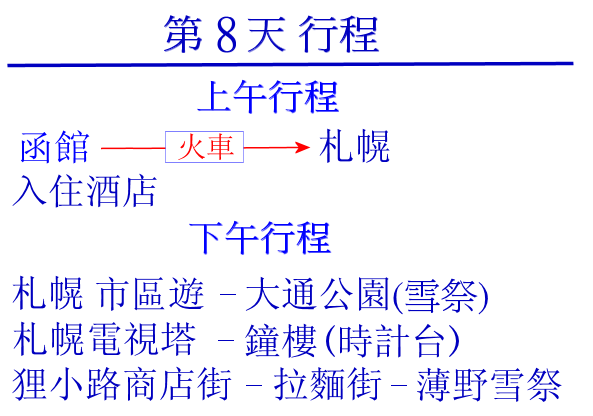 第 8 天 行程
上午行程
函館 火車 札幌
入住酒店
下午行程
札幌 市區遊 – 大通公園(雪祭)
札幌電視塔 – 鐘樓(時計台)
狸小路商店街 – 拉麵街 – 薄野雪祭